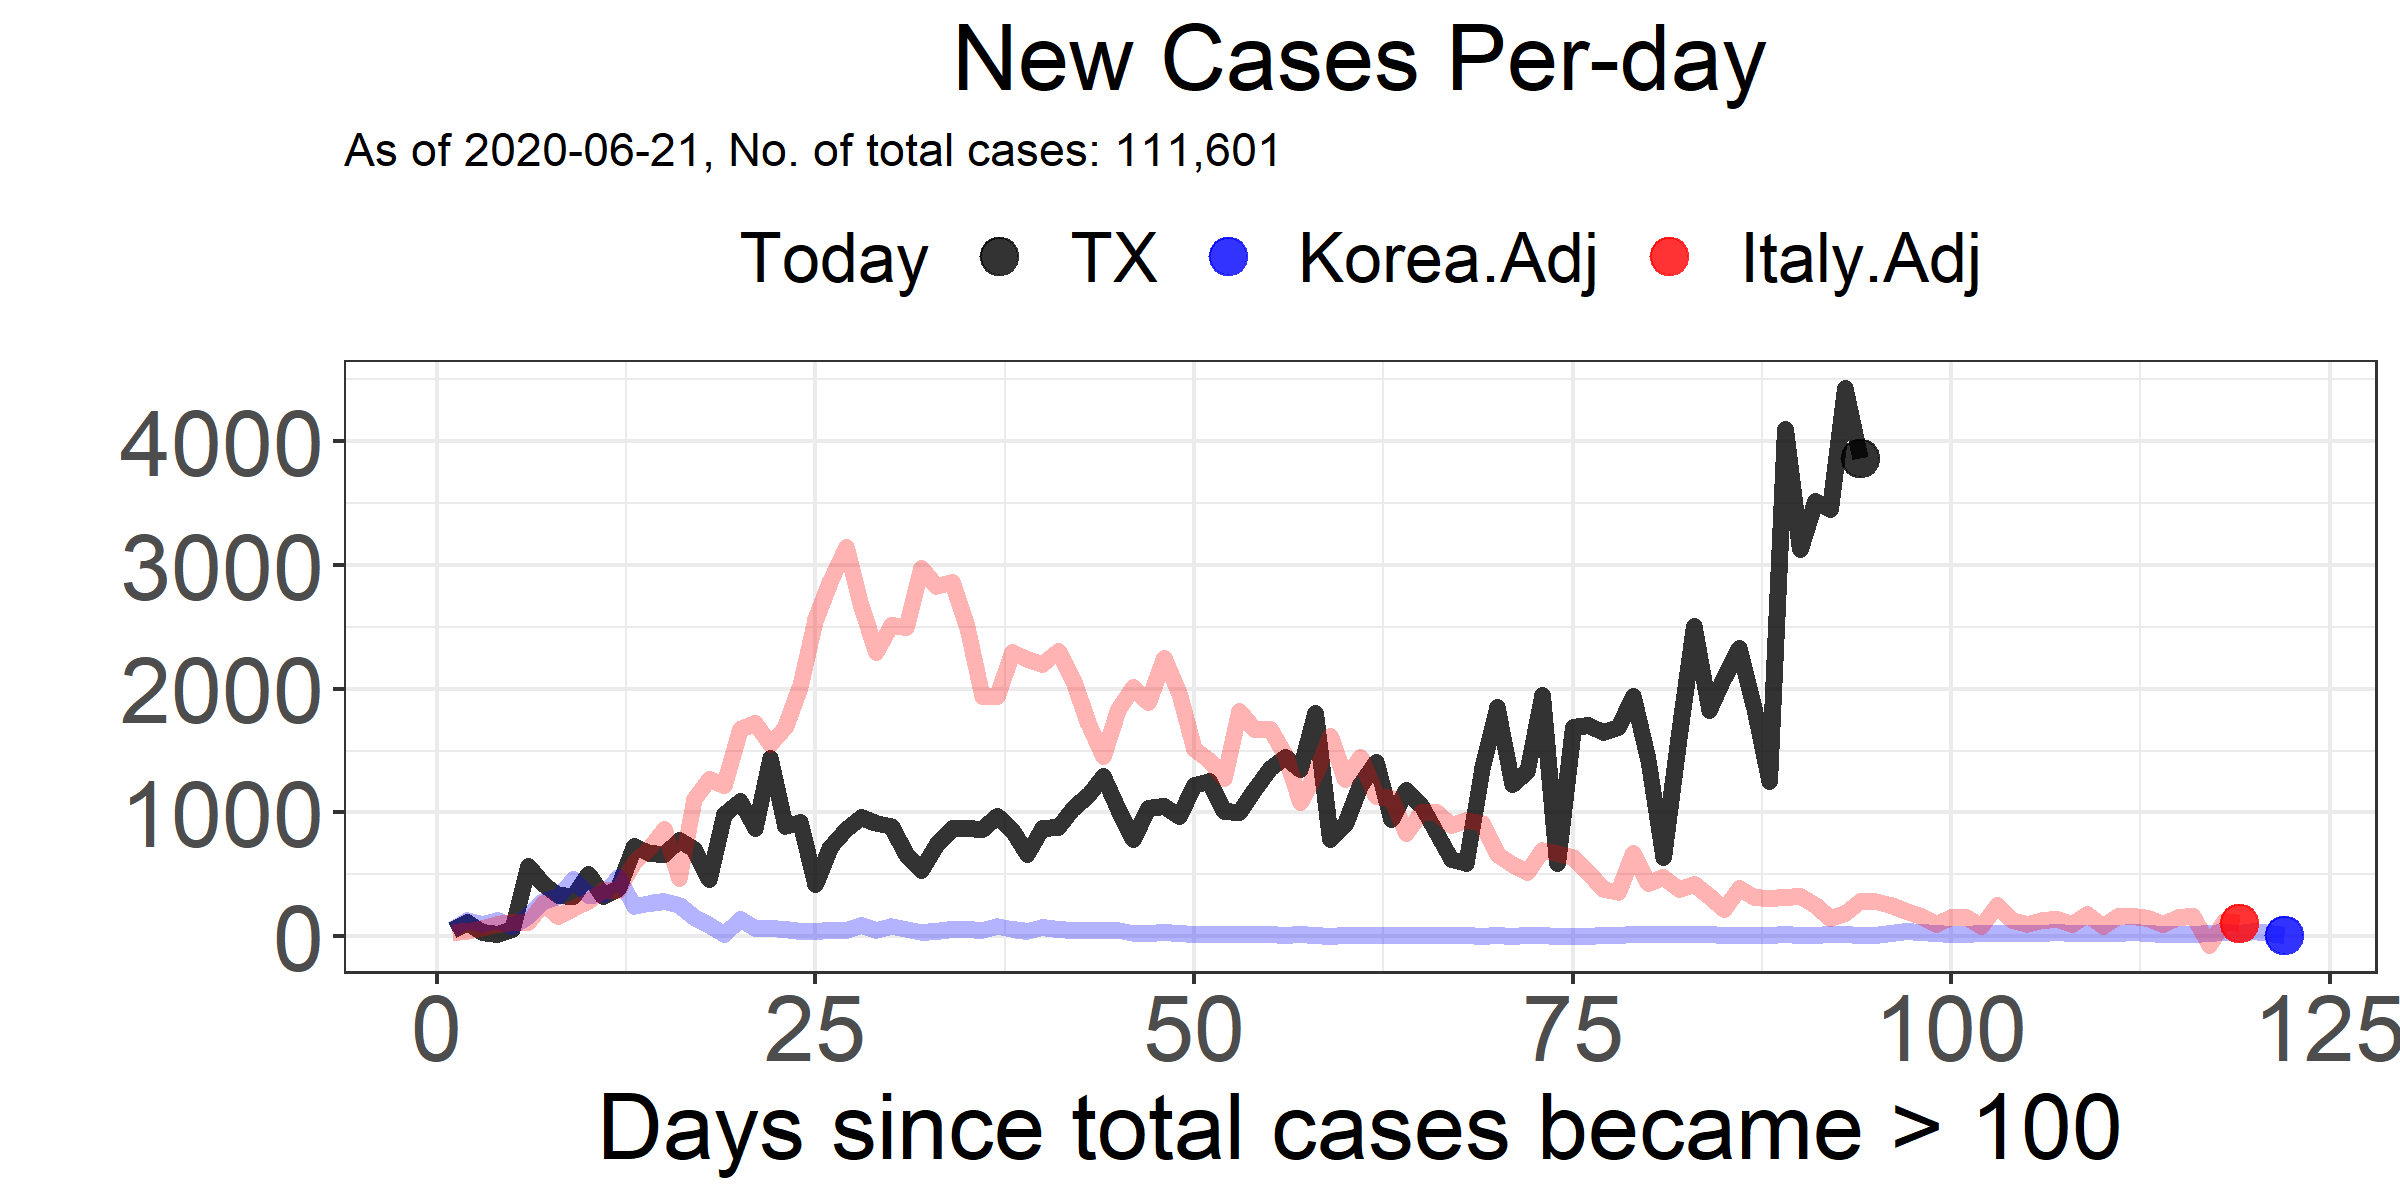 New Cases Per-day
As of 2020-06-21, No. of total cases: 111,601
Today TX Korea.Adj Italy.Adj
4000
3000
2000
1000
0
0 25 50 75 100 125
Days since total cases became > 100